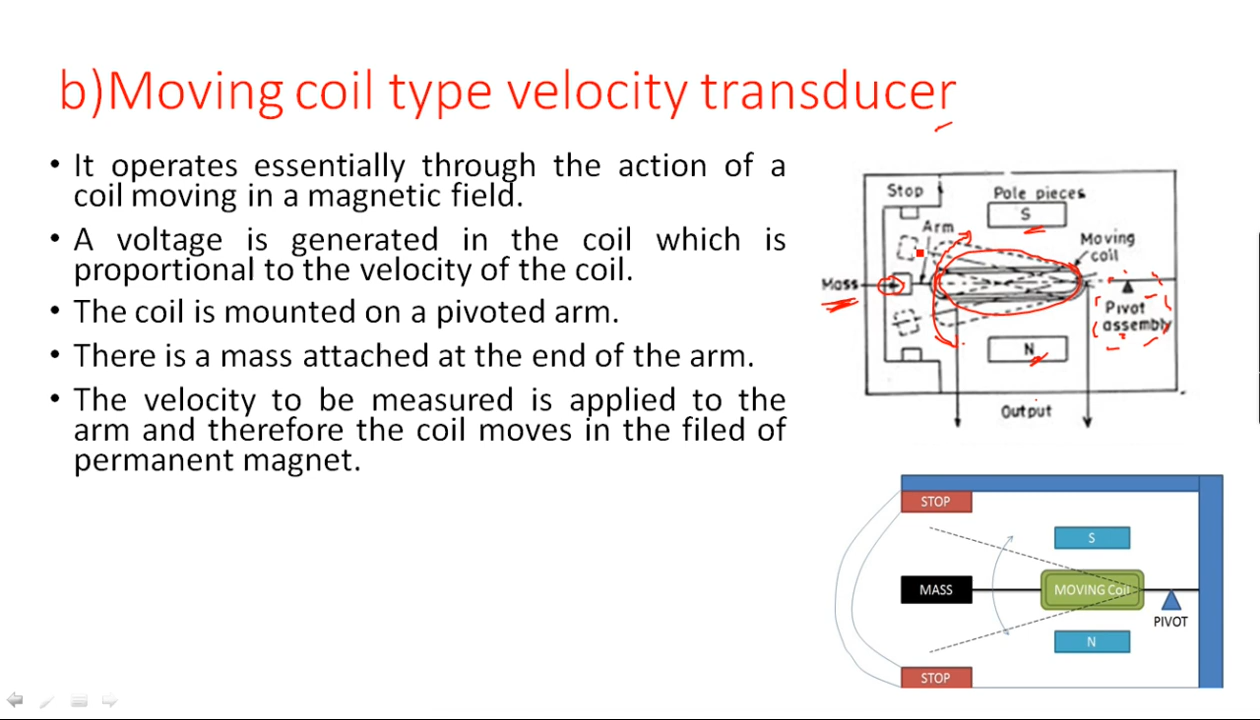 b)Moving coil type velocity transducer
• It operates essentially through the action of a
coil moving in a magnetic field.
• A voltage is generated in the coil which is
proportional to the velocity of the coil.
• The coil is mounted on a pivoted arm.
• There is a mass attached at the end of the arm.
• The velocity to be measured is applied to the
arm and therefore the coil moves in the filed of
permanent magnet.
Stop
Pole pieces
S
Arm
Moving
coil
Mass
Pivot
assembly
N
Output
STOP
S
MASS
MOVING Coil
PIVOT
N
STOP